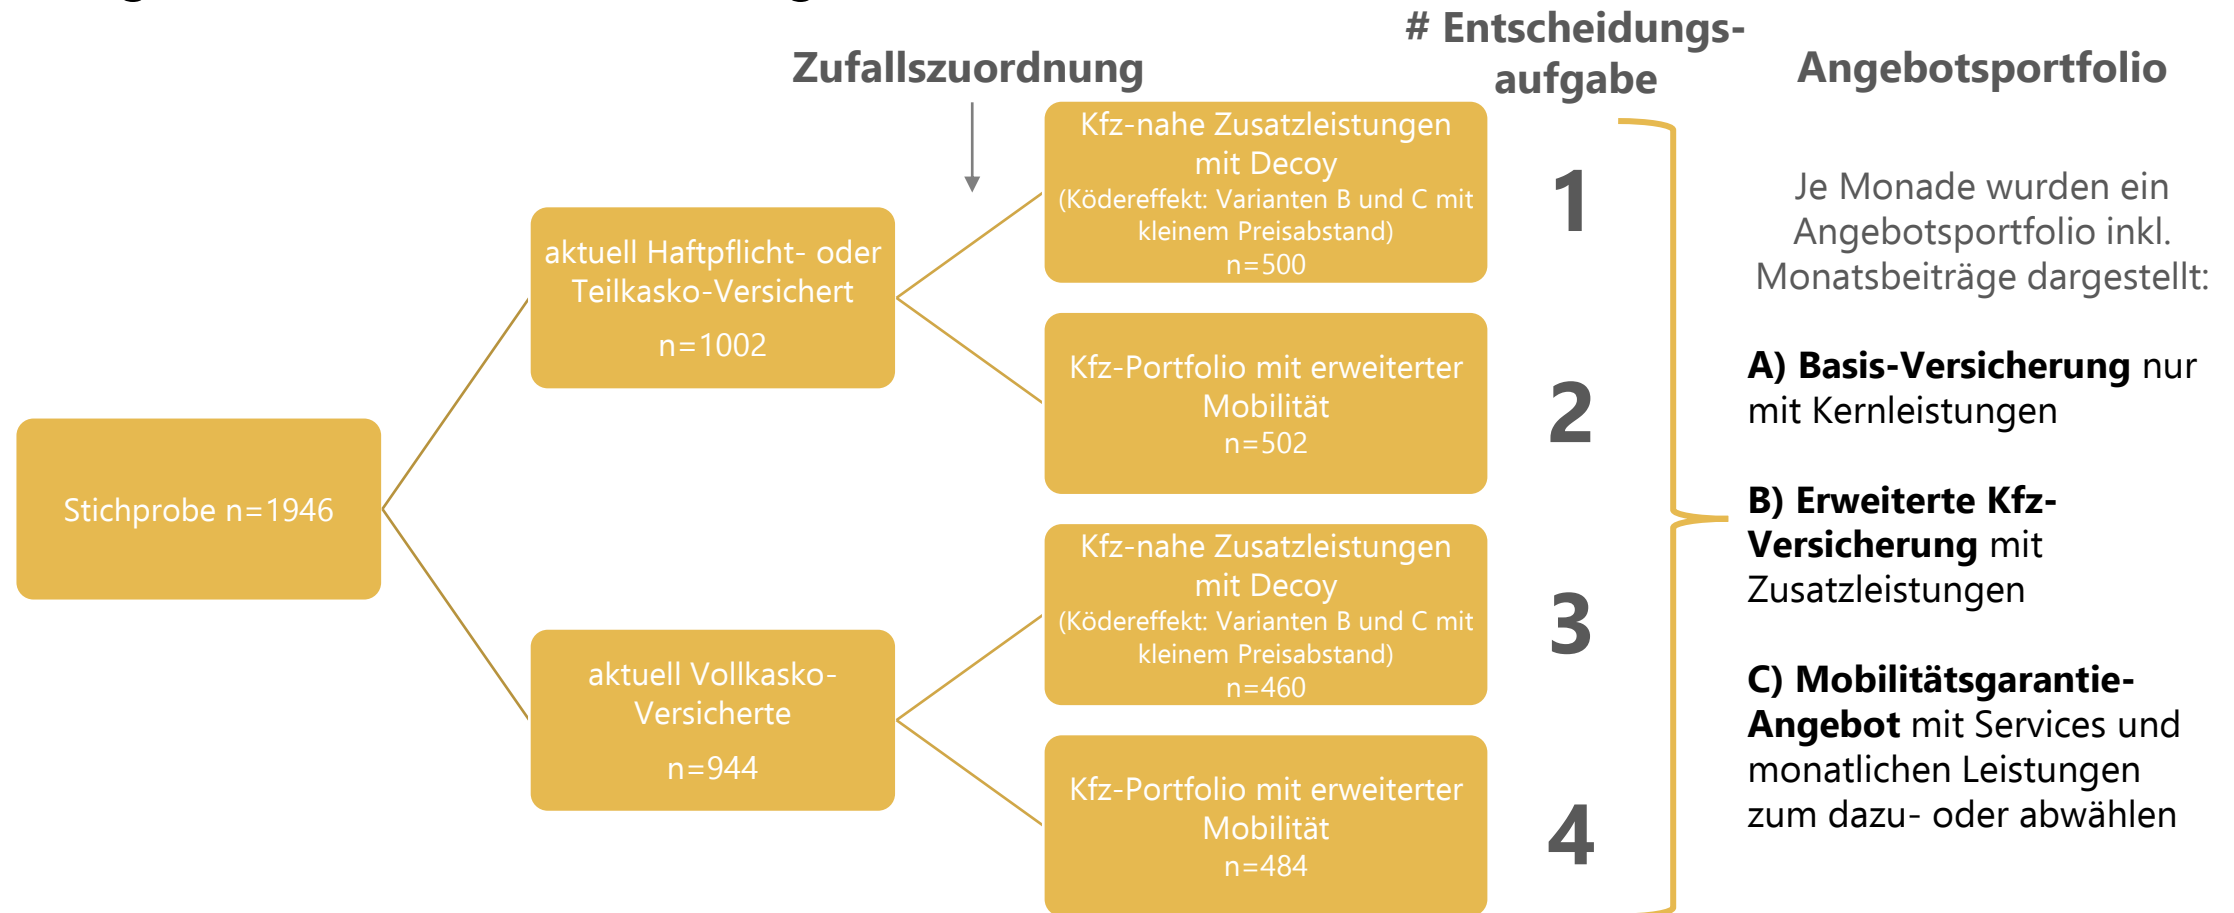 Zufallszuordnung
# Entscheidungs-
aufgabe
Angebotsportfolio
Stichprobe n=1946
aktuell Haftpflicht- oder
Teilkasko-Versichert
n=1002
aktuell Vollkasko-
Versicherte
n=944
Kfz-nahe Zusatzleistungen
mit Decoy
(Ködereffekt: Varianten B und C mit
kleinem Preisabstand)
n=500
1
Kfz-Portfolio mit erweiterter
Mobilität
n=502
2
Kfz-nahe Zusatzleistungen
mit Decoy
(Ködereffekt: Varianten B und C mit
kleinem Preisabstand)
n=460
3
Kfz-Portfolio mit erweiterter
Mobilität
n=484
4
Je Monade wurden ein
Angebotsportfolio inkl.
Monatsbeiträge dargestellt:
A) Basis-Versicherung nur
mit Kernleistungen
B) Erweiterte Kfz-
Versicherung mit
Zusatzleistungen
C) Mobilitätsgarantie-
Angebot mit Services und
monatlichen Leistungen
zum dazu- oder abwählen